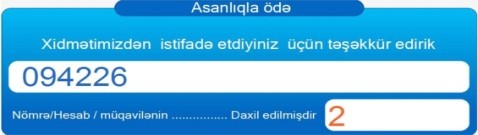 Asanlıqla ödə
Xidmətimizdən istifadə etdiyiniz üçün təşəkkür edirik
094226
Nömrə/Hesab / müqavilənin ................ Daxil edilmişdir 2